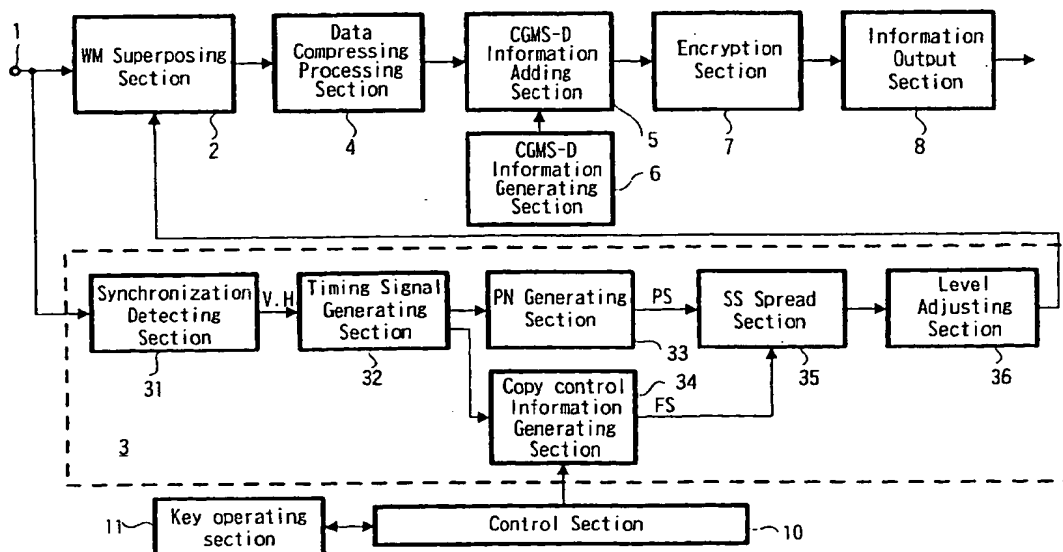 1
WM Superposing
Section
2
Data
Compressing
Processing
Section
4
CGMS-D
Information
Adding
Section
5
Encryption
Section
7
Information
Output
Section
8
CGMS-D
Information
Generating
Section
6
Synchronization
Detecting
Section
31
V.H
Timing Signal
Generating
Section
32
PN Generating
Section
33
PS
SS Spread
Section
35
Level
Adjusting
Section
36
Copy control
Information
Generating
Section
34
FS
3
11
Key operating
section
Control Section
10